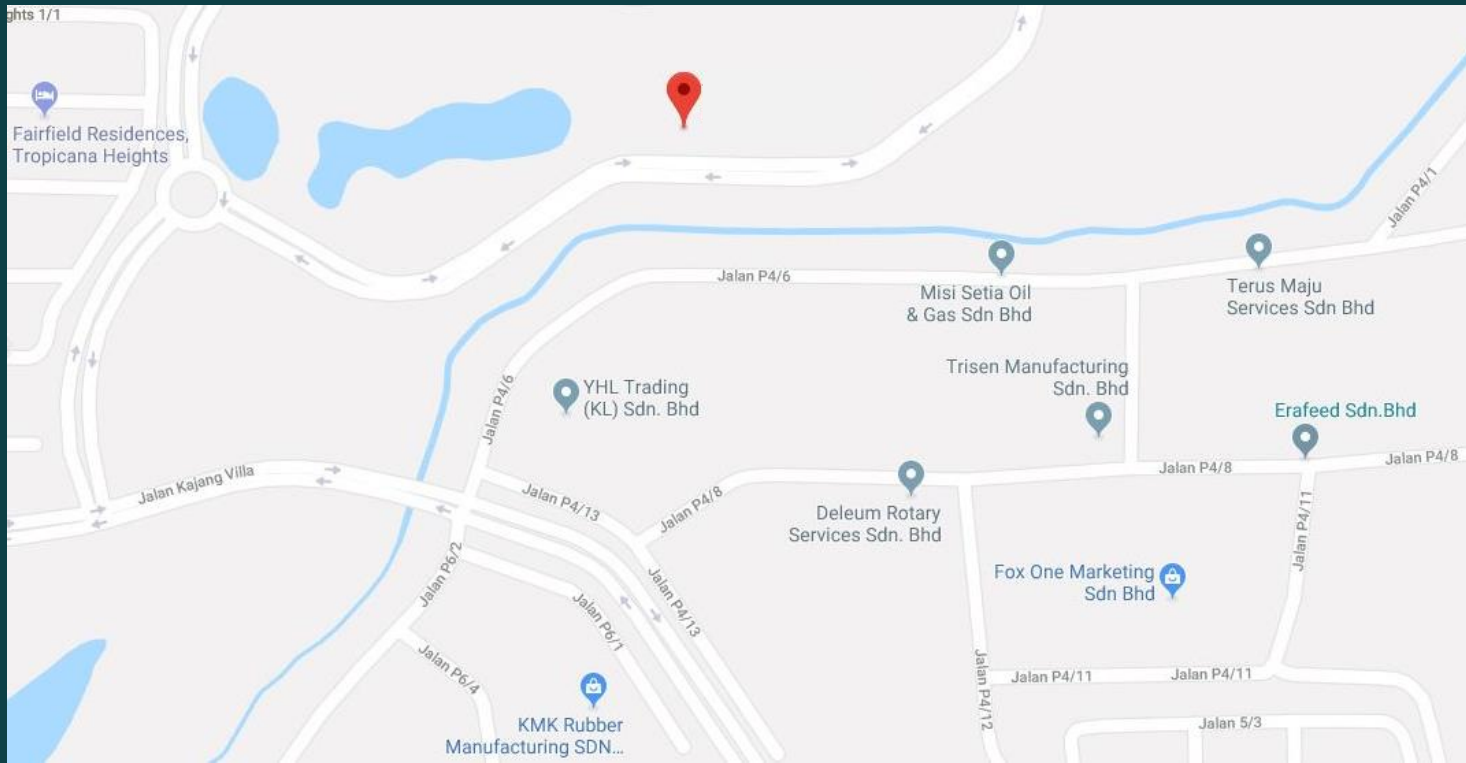 ghts 1/1
Fairfield Residences,
Tropicana Heights
Jalan P4/1
Jalan P4/6
Misi Setia Oil
& Gas Sdn Bhd
Terus Maju
Services Sdn Bhd
Trisen Manufacturing
Sdn. Bhd
YHL Trading
(KL) Sdn. Bhd
Jalan P4/6
Erafeed Sdn.Bhd
Jalan P4/8
Jalan P4/8
Jalan Kajang Villa
Jalan P4/13
Jalan P4/8
Deleum Rotary
Services Sdn. Bhd
Jalan P4/11
Jalan P6/2
Fox One Marketing
Sdn Bhd
Jalan P4/13
Jalan P6/1
Jalan P6/4
Jalan P4/12
Jalan P4/11
Jalan P4/11
KMK Rubber
Manufacturing SDN...
Jalan 5/3